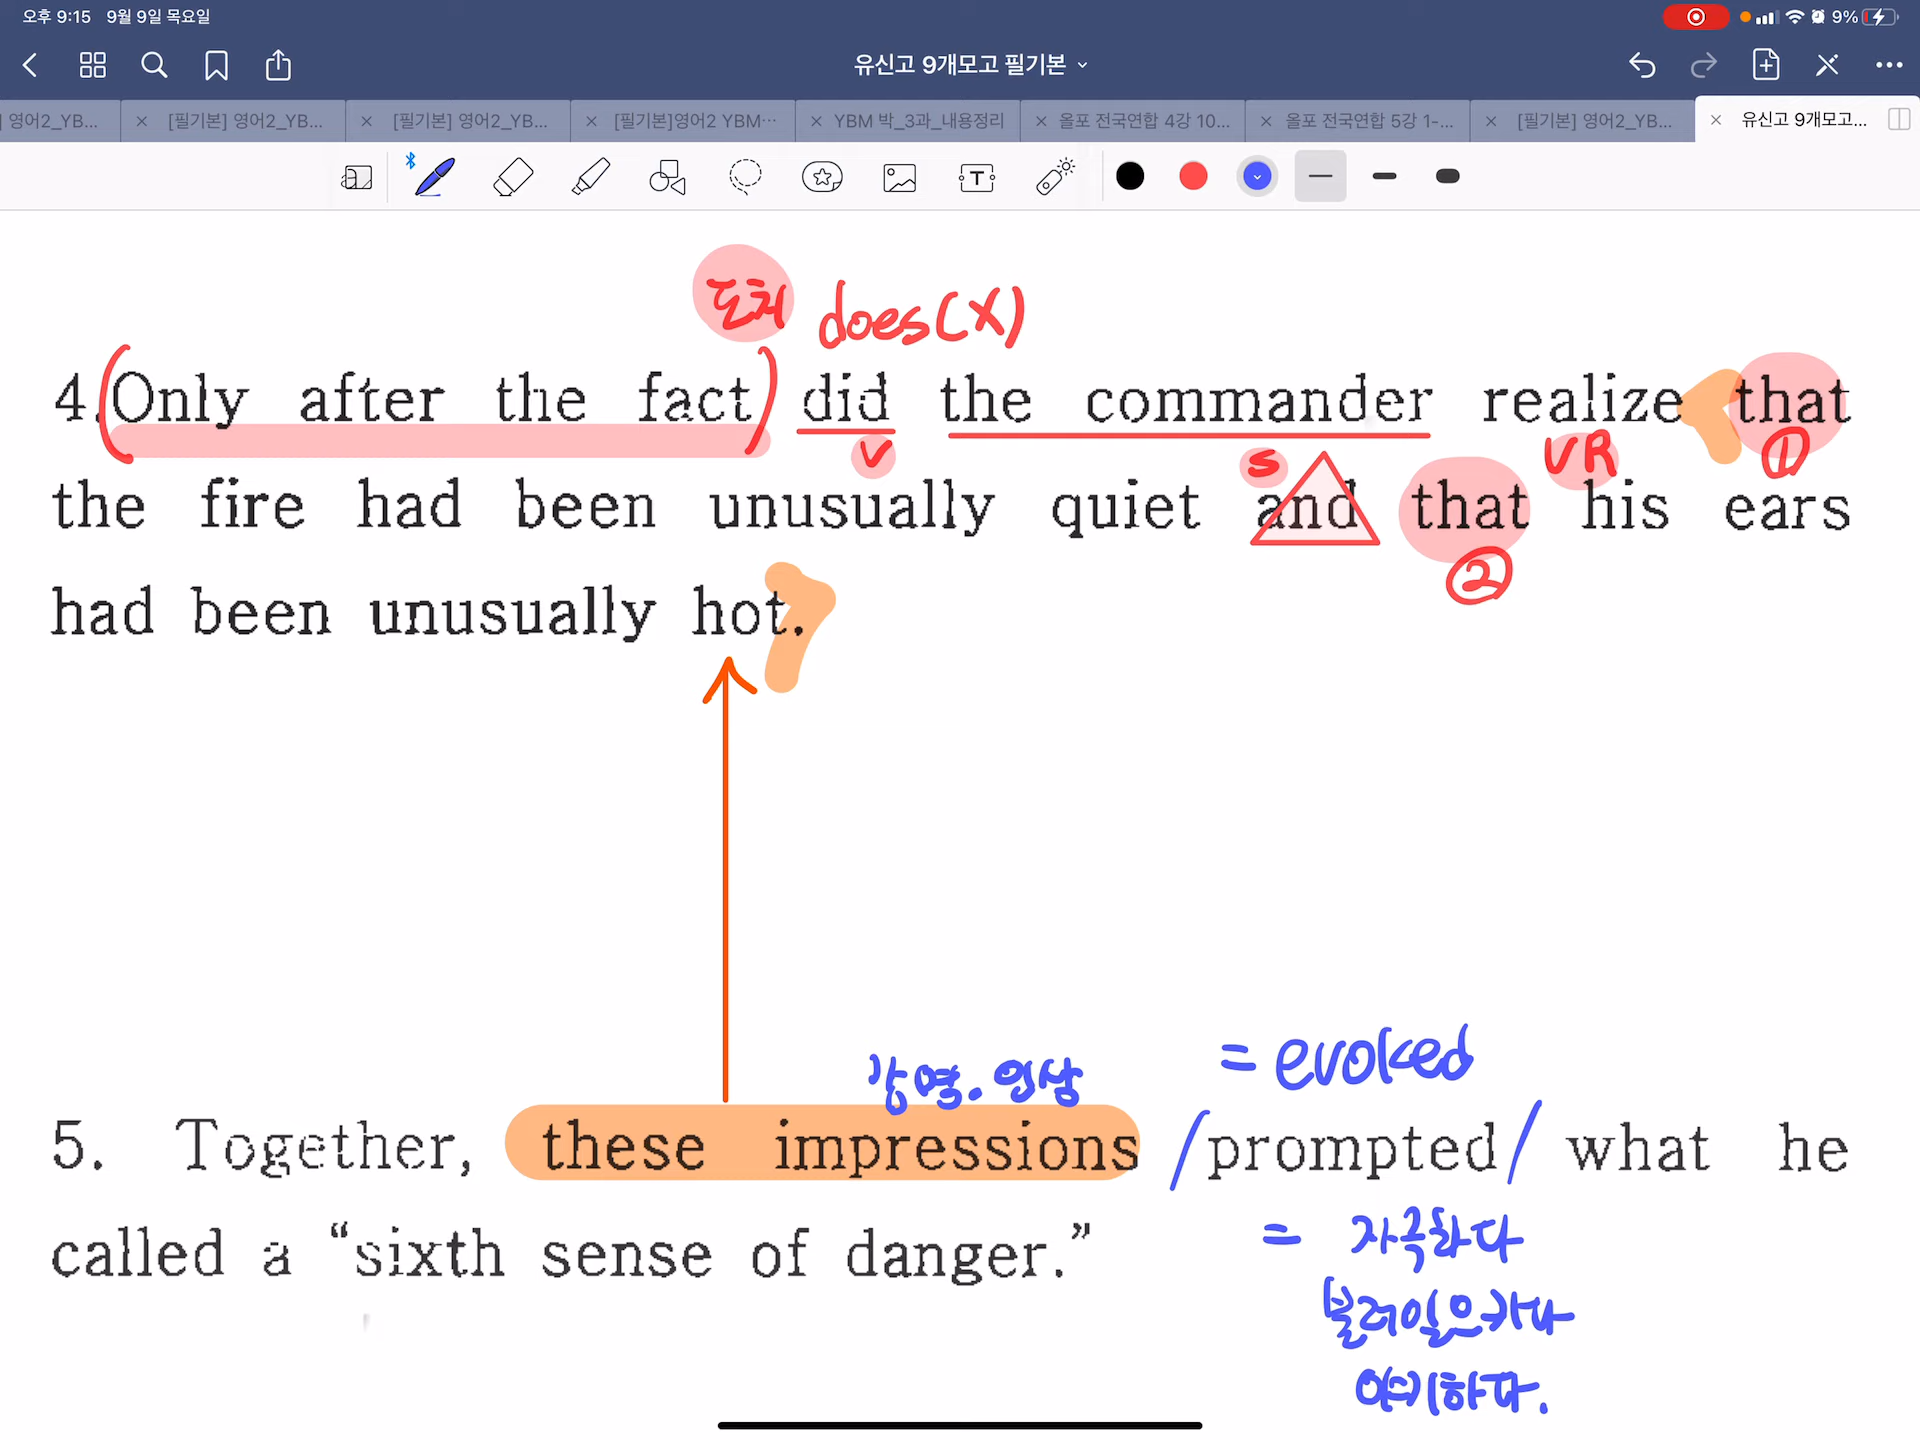 오후 9:15 9월 9일 목요일
9%
유신고 9개모고 필기본
영어2_YB...
[필기본] 영어2_YB...
[필기본] 영어2_YB...
[필기본]영어2 YBM…
YBM 박_3과_내용정리
올포 전국연합 4강 10...
올포 전국연합 5강 1-...
[필기본] 영어2_YB...
유신고 9개모고...
도치 does(X)
4. (Only after the fact) did the commander realize that
V S VR ①
the fire had been unusually quiet and that his ears
②
had been unusually hot.
감명. 인상 = evoked
5. Together, these impressions /prompted/ what he
= 자극하다
called a “sixth sense of danger.”
불러일으키다
야기하다.